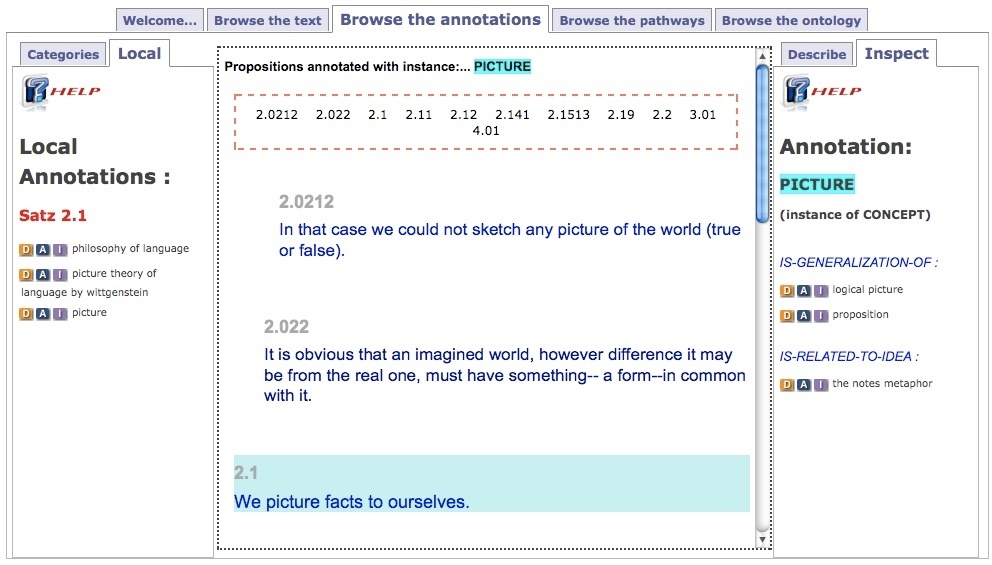 Welcome... Browse the text Browse the annotations Browse the pathways Browse the ontology
Categories Local
HELP
Local
Annotations :
Satz 2.1
D A I philosophy of language
D A I picture theory of
language by wittgenstein
D A I picture
Propositions annotated with instance:... PICTURE
2.0212 2.022 2.1 2.11 2.12 2.141 2.1513 2.19 2.2 3.01
4.01
2.0212
In that case we could not sketch any picture of the world (true
or false).
2.022
It is obvious that an imagined world, however difference it may
be from the real one, must have something-- a form--in common
with it.
2.1
We picture facts to ourselves.
Describe Inspect
HELP
Annotation:
PICTURE
(instance of CONCEPT)
IS-GENERALIZATION-OF :
D A I logical picture
D A I proposition
IS-RELATED-TO-IDEA :
D A I the notes metaphor